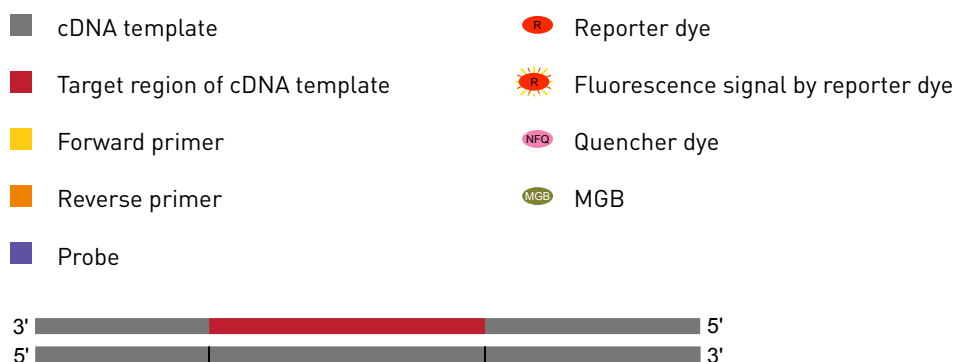 cDNA template
Target region of cDNA template
Forward primer
Reverse primer
Probe
R Reporter dye
R Fluorescence signal by reporter dye
NFQ Quencher dye
MGB MGB
3' 5'
5' 3'